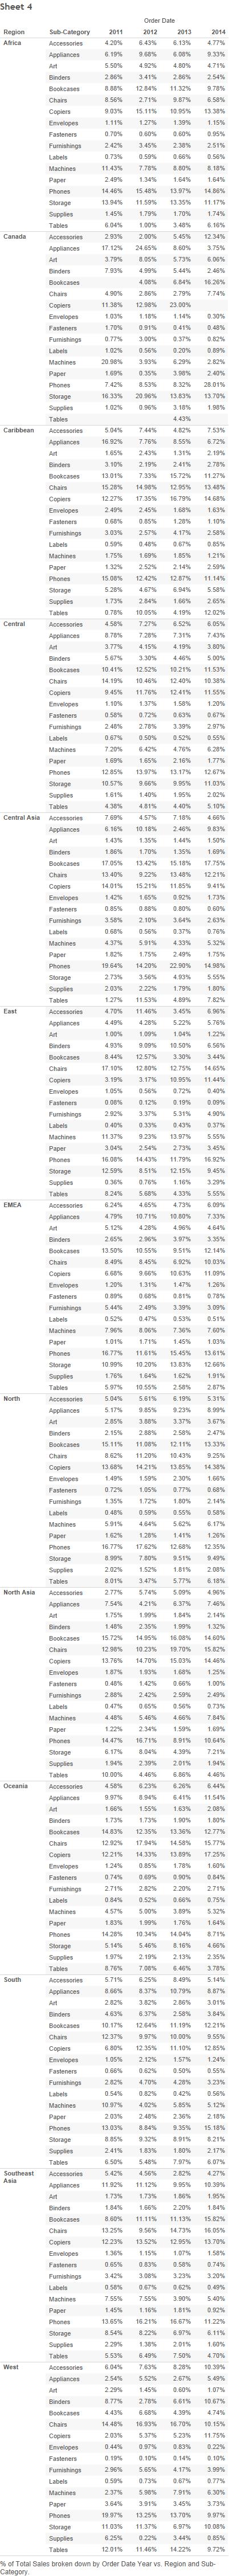 Sheet 4
Order Date
Region Sub-Category 2011 2012 2013 2014
Africa Accessories 4.20% 6.43% 6.13% 4.77%
Appliances 6.19% 9.68% 6.08% 9.33%
Art 5.50% 4.92% 4.80% 4.71%
Binders 2.86% 3.41% 2.86% 2.54%
Bookcases 8.88% 12.84% 11.32% 9.78%
Chairs 8.56% 2.71% 9.87% 6.58%
Copiers 9.03% 15.11% 10.95% 13.38%
Envelopes 1.11% 1.27% 1.39% 1.15%
Fasteners 0.70% 0.60% 0.60% 0.95%
Furnishings 2.42% 3.45% 2.38% 2.51%
Labels 0.73% 0.59% 0.66% 0.56%
Machines 11.43% 7.78% 8.80% 8.18%
Paper 2.49% 1.34% 1.64% 1.64%
Phones 14.46% 15.48% 13.97% 14.86%
Storage 13.94% 11.59% 13.35% 11.17%
Supplies 1.45% 1.79% 1.70% 1.74%
Tables 6.04% 1.00% 3.48% 6.16%
Canada Accessories 2.93% 2.00% 5.45% 12.34%
Appliances 17.12% 24.65% 8.60% 3.75%
Art 3.79% 8.05% 5.73% 6.06%
Binders 7.93% 4.99% 5.44% 2.46%
Bookcases 4.08% 6.84% 16.26%
Chairs 4.90% 2.86% 2.79% 7.74%
Copiers 11.38% 12.98% 23.00%
Envelopes 1.03% 1.18% 1.14% 0.30%
Fasteners 1.70% 0.91% 0.41% 0.48%
Furnishings 0.77% 3.00% 0.37% 0.82%
Labels 1.02% 0.56% 0.20% 0.89%
Machines 20.98% 3.93% 6.29% 2.82%
Paper 1.69% 0.35% 3.98% 2.40%
Phones 7.42% 8.53% 8.32% 28.01%
Storage 16.33% 20.96% 13.83% 13.70%
Supplies 1.02% 0.96% 3.18% 1.98%
Tables 4.43%
Caribbean Accessories 5.04% 7.44% 4.82% 7.53%
Appliances 16.92% 7.76% 8.55% 6.72%
Art 1.65% 2.43% 1.31% 2.19%
Binders 3.10% 2.19% 2.41% 2.78%
Bookcases 13.01% 7.33% 15.72% 11.27%
Chairs 15.28% 14.98% 12.95% 13.48%
Copiers 12.27% 17.35% 16.79% 14.68%
Envelopes 2.49% 2.45% 1.68% 1.63%
Fasteners 0.68% 0.85% 1.28% 1.10%
Furnishings 3.03% 2.57% 4.17% 2.58%
Labels 0.59% 0.48% 0.67% 0.85%
Machines 1.75% 1.69% 1.85% 1.21%
Paper 1.32% 2.52% 2.14% 2.59%
Phones 15.08% 12.42% 12.87% 11.14%
Storage 5.28% 4.67% 6.94% 5.58%
Supplies 1.73% 2.84% 1.66% 2.65%
Tables 0.78% 10.05% 4.19% 12.02%
Central Accessories 4.58% 7.27% 6.52% 6.05%
Appliances 8.78% 7.28% 7.31% 7.43%
Art 3.77% 4.15% 4.19% 3.80%
Binders 5.67% 3.30% 4.46% 5.00%
Bookcases 10.41% 12.52% 10.21% 11.53%
Chairs 14.19% 10.46% 12.40% 10.38%
Copiers 9.45% 11.76% 12.41% 11.55%
Envelopes 1.10% 1.37% 1.58% 1.20%
Fasteners 0.58% 0.72% 0.63% 0.67%
Furnishings 2.48% 2.78% 3.39% 2.97%
Labels 0.67% 0.50% 0.52% 0.55%
Machines 7.20% 6.42% 4.76% 6.28%
Paper 1.69% 1.65% 2.16% 1.77%
Phones 12.85% 13.97% 13.17% 12.67%
Storage 10.57% 9.66% 9.95% 11.03%
Supplies 1.61% 1.40% 1.95% 2.02%
Tables 4.38% 4.81% 4.40% 5.10%
Central Asia Accessories 7.69% 4.57% 7.18% 4.66%
Appliances 6.16% 10.18% 2.46% 9.83%
Art 1.43% 1.35% 1.44% 1.50%
Binders 1.86% 1.70% 1.35% 1.69%
Bookcases 17.05% 13.42% 15.18% 17.75%
Chairs 13.40% 9.22% 13.48% 12.21%
Copiers 14.01% 15.21% 11.85% 9.41%
Envelopes 1.42% 1.65% 0.92% 1.73%
Fasteners 0.85% 0.88% 0.80% 0.60%
Furnishings 3.58% 2.10% 3.64% 2.63%
Labels 0.68% 0.56% 0.37% 0.76%
Machines 4.37% 5.91% 4.33% 5.32%
Paper 1.82% 1.75% 2.49% 1.75%
Phones 19.64% 14.20% 22.90% 14.98%
Storage 2.73% 3.56% 4.93% 5.55%
Supplies 2.03% 2.22% 1.79% 1.80%
Tables 1.27% 11.53% 4.89% 7.82%
East Accessories 4.70% 11.46% 3.45% 6.96%
Appliances 4.49% 4.28% 5.22% 5.76%
Art 1.00% 1.09% 1.04% 1.22%
Binders 4.93% 9.09% 10.50% 6.56%
Bookcases 8.44% 12.57% 3.30% 3.44%
Chairs 17.10% 12.80% 12.75% 14.65%
Copiers 3.19% 3.17% 10.95% 11.44%
Envelopes 1.05% 0.56% 0.72% 0.40%
Fasteners 0.08% 0.12% 0.19% 0.09%
Furnishings 2.92% 3.37% 5.31% 4.90%
Labels 0.40% 0.33% 0.43% 0.37%
Machines 11.37% 9.23% 13.97% 5.55%
Paper 3.04% 2.54% 2.73% 3.45%
Phones 16.08% 14.43% 11.79% 16.92%
Storage 12.59% 8.51% 12.15% 9.45%
Supplies 0.36% 0.76% 1.16% 3.29%
Tables 8.24% 5.68% 4.33% 5.55%
EMEA Accessories 6.24% 4.65% 4.73% 6.09%
Appliances 4.79% 10.71% 10.80% 7.33%
Art 5.12% 4.28% 4.96% 4.64%
Binders 2.65% 2.96% 3.97% 3.35%
Bookcases 13.50% 10.55% 9.51% 12.14%
Chairs 8.49% 8.45% 6.92% 10.03%
Copiers 6.68% 9.66% 10.63% 11.09%
Envelopes 1.20% 1.31% 1.47% 1.26%
Fasteners 0.89% 0.68% 0.81% 0.78%
Furnishings 5.44% 2.49% 3.39% 3.09%
Labels 0.52% 0.47% 0.53% 0.51%
Machines 7.96% 8.06% 7.36% 7.60%
Paper 1.01% 1.71% 1.45% 1.03%
Phones 16.77% 11.61% 15.45% 13.61%
Storage 10.99% 10.20% 13.83% 12.66%
Supplies 1.76% 1.64% 1.62% 1.91%
Tables 5.97% 10.55% 2.58% 2.87%
North Accessories 5.04% 5.61% 6.19% 5.31%
Appliances 5.17% 9.85% 9.23% 8.99%
Art 2.85% 3.88% 3.37% 3.67%
Binders 2.15% 2.88% 2.58% 2.47%
Bookcases 15.11% 11.08% 12.11% 13.33%
Chairs 8.62% 11.20% 10.43% 9.25%
Copiers 13.68% 14.21% 13.85% 14.38%
Envelopes 1.49% 1.59% 2.30% 1.66%
Fasteners 0.72% 1.05% 0.77% 0.68%
Furnishings 1.35% 1.72% 1.80% 2.14%
Labels 0.48% 0.59% 0.55% 0.58%
Machines 5.91% 4.64% 5.62% 6.17%
Paper 1.62% 1.28% 1.41% 1.26%
Phones 16.77% 17.62% 12.68% 12.35%
Storage 8.99% 7.80% 9.51% 9.49%
Supplies 2.02% 1.52% 1.81% 2.08%
Tables 8.01% 3.47% 5.77% 6.18%
North Asia Accessories 2.77% 5.74% 5.09% 4.96%
Appliances 7.54% 4.21% 6.37% 7.46%
Art 1.75% 1.99% 1.84% 2.14%
Binders 1.48% 2.35% 1.99% 1.32%
Bookcases 15.72% 14.95% 16.08% 14.60%
Chairs 12.98% 10.23% 19.70% 15.82%
Copiers 13.76% 14.70% 15.03% 14.46%
Envelopes 1.87% 1.93% 1.68% 1.25%
Fasteners 0.48% 1.42% 0.66% 1.00%
Furnishings 2.88% 2.42% 2.59% 2.49%
Labels 0.47% 0.65% 0.56% 0.73%
Machines 4.48% 5.46% 4.66% 7.84%
Paper 1.22% 2.34% 1.59% 1.69%
Phones 14.47% 16.71% 8.91% 10.64%
Storage 6.17% 8.04% 4.39% 7.21%
Supplies 1.94% 2.39% 2.01% 1.94%
Tables 10.00% 4.46% 6.86% 4.46%
Oceania Accessories 4.58% 6.23% 6.26% 6.44%
Appliances 9.97% 8.94% 6.41% 11.54%
Art 1.66% 1.55% 1.63% 2.08%
Binders 1.73% 1.73% 1.90% 1.80%
Bookcases 14.83% 12.35% 13.36% 12.77%
Chairs 12.92% 17.94% 14.58% 15.77%
Copiers 12.21% 14.33% 13.89% 17.25%
Envelopes 1.24% 0.85% 1.78% 1.60%
Fasteners 0.74% 0.69% 0.90% 0.84%
Furnishings 2.71% 2.82% 2.20% 2.71%
Labels 0.84% 0.52% 0.66% 0.75%
Machines 4.57% 5.00% 3.89% 5.32%
Paper 1.83% 1.99% 1.76% 1.64%
Phones 14.28% 10.34% 14.04% 8.71%
Storage 5.14% 5.46% 8.16% 4.66%
Supplies 1.97% 2.19% 2.13% 2.35%
Tables 8.76% 7.08% 6.46% 3.78%
South Accessories 5.71% 6.25% 8.49% 5.14%
Appliances 8.66% 8.37% 10.79% 8.87%
Art 2.82% 3.82% 2.86% 3.01%
Binders 4.63% 6.37% 2.58% 3.84%
Bookcases 10.17% 12.64% 11.19% 12.21%
Chairs 12.37% 9.97% 10.00% 9.55%
Copiers 6.80% 12.35% 11.10% 12.85%
Envelopes 1.05% 2.12% 1.57% 1.24%
Fasteners 0.66% 0.62% 0.50% 0.55%
Furnishings 2.82% 4.70% 4.28% 3.23%
Labels 0.54% 0.82% 0.42% 0.56%
Machines 10.97% 4.02% 5.85% 5.12%
Paper 2.03% 2.48% 2.36% 2.18%
Phones 13.03% 8.84% 9.35% 15.18%
Storage 8.85% 9.32% 8.91% 8.21%
Supplies 2.41% 1.83% 1.80% 2.17%
Tables 6.50% 5.48% 7.97% 6.07%
Southeast Asia Accessories 5.42% 4.56% 2.82% 4.27%
Appliances 11.92% 11.12% 9.95% 10.39%
Art 1.73% 1.73% 1.86% 1.95%
Binders 1.84% 1.66% 2.20% 1.84%
Bookcases 8.60% 11.11% 11.13% 15.82%
Chairs 13.25% 9.56% 14.73% 16.05%
Copiers 12.23% 13.52% 12.95% 13.70%
Envelopes 1.36% 1.15% 1.07% 1.58%
Fasteners 0.65% 0.83% 0.58% 0.74%
Furnishings 3.42% 3.08% 3.23% 3.20%
Labels 0.58% 0.67% 0.62% 0.49%
Machines 7.55% 7.55% 3.90% 5.40%
Paper 1.45% 1.16% 1.81% 0.92%
Phones 13.65% 16.21% 16.67% 11.22%
Storage 8.54% 8.22% 6.97% 6.11%
Supplies 2.29% 1.38% 2.01% 1.60%
Tables 5.53% 6.49% 7.50% 4.70%
West Accessories 6.04% 7.63% 8.28% 10.39%
Appliances 2.54% 5.52% 2.67% 5.49%
Art 2.29% 1.45% 0.60% 1.07%
Binders 8.77% 2.78% 6.61% 10.67%
Bookcases 4.43% 6.68% 4.39% 4.74%
Chairs 14.48% 16.93% 16.70% 10.15%
Copiers 2.03% 5.37% 5.23% 11.75%
Envelopes 0.44% 0.97% 0.83% 0.22%
Fasteners 0.19% 0.10% 0.14% 0.10%
Furnishings 2.96% 5.65% 4.17% 3.99%
Labels 0.59% 0.73% 0.67% 0.77%
Machines 2.37% 5.98% 7.91% 6.30%
Paper 3.64% 3.91% 3.45% 3.73%
Phones 19.97% 13.25% 13.70% 9.97%
Storage 11.03% 11.37% 6.97% 10.08%
Supplies 6.25% 0.22% 3.44% 0.85%
Tables 12.01% 11.46% 14.22% 9.72%
% of Total Sales broken down by Order Date Year vs. Region and Sub-
Category.